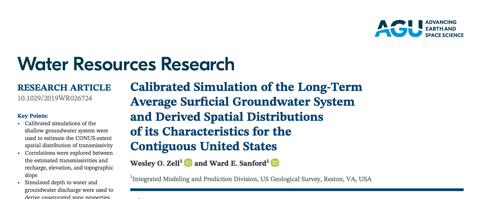 AGU ADVANCING
EARTH AND
SPACE SCIENCE
Water Resources Research
RESEARCH ARTICLE
10.1029/2019WR026724
Key Points:
• Calibrated simulations of the
shallow groundwater system were
used to estimate the CONUS-extent
spatial distribution of transmissivity
• Correlations were explored between
the estimated transmissivities and
recharge, elevation, and topographic
slope
• Simulated depth to water and
groundwater discharge were used to
derive unsaturated zone properties
Calibrated Simulation of the Long-Term
Average Surficial Groundwater System
and Derived Spatial Distributions
of its Characteristics for the
Contiguous United States
Wesley O. Zell1 and Ward E. Sanford1
1Integrated Modeling and Prediction Division, US Geological Survey, Reston, VA, USA